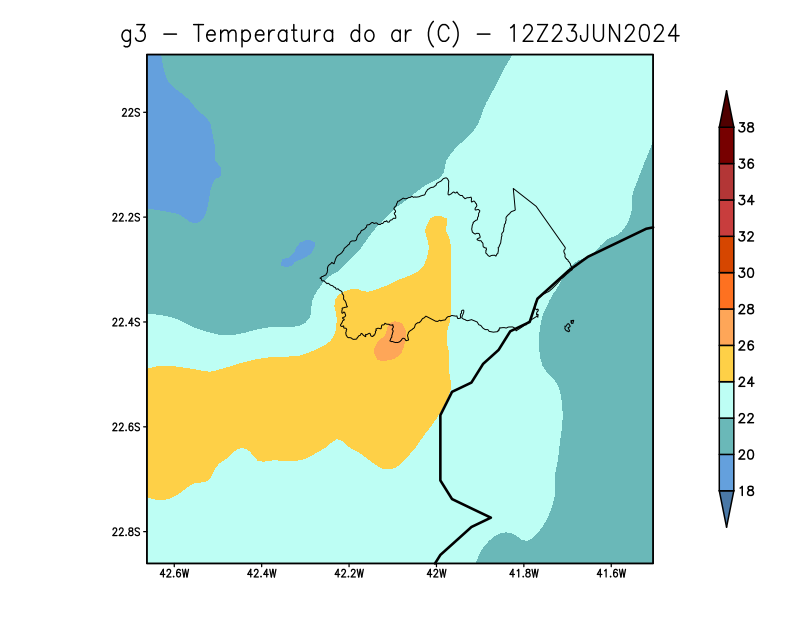 g3 - Temperatura do ar (C) - 12Z23JUN2024
22S
22.2S
22.4S
22.6S
22.8S
42.6W
42.4W
42.2W
42W
41.8W
41.6W
38
36
34
32
30
28
26
24
22
20
18